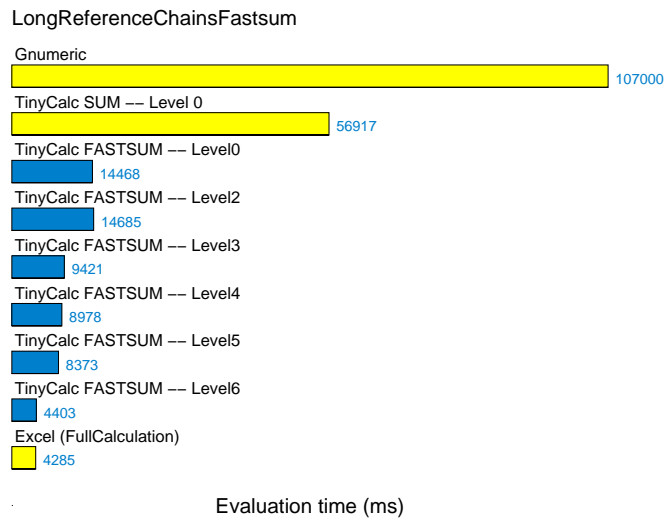 LongReferenceChainsFastsum
Gnumeric
107000
TinyCalc SUM −− Level 0
56917
TinyCalc FASTSUM −− Level0
14468
TinyCalc FASTSUM −− Level2
14685
TinyCalc FASTSUM −− Level3
9421
TinyCalc FASTSUM −− Level4
8978
TinyCalc FASTSUM −− Level5
8373
TinyCalc FASTSUM −− Level6
4403
Excel (FullCalculation)
4285
Evaluation time (ms)